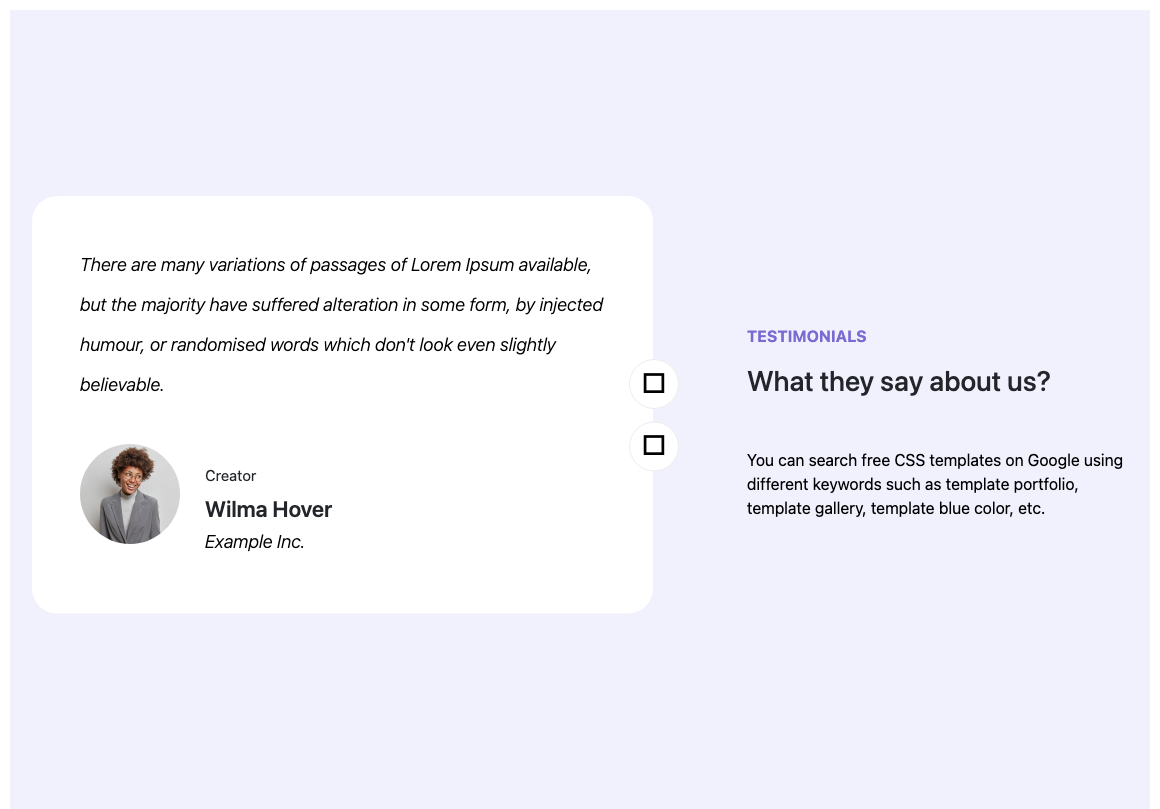 There are many variations of passages of Lorem Ipsum available,
but the majority have suffered alteration in some form, by injected
humour, or randomised words which don't look even slightly
believable.
Creator
Wilma Hover
Example Inc.
TESTIMONIALS
What they say about us?
You can search free CSS templates on Google using
different keywords such as template portfolio,
template gallery, template blue color, etc.